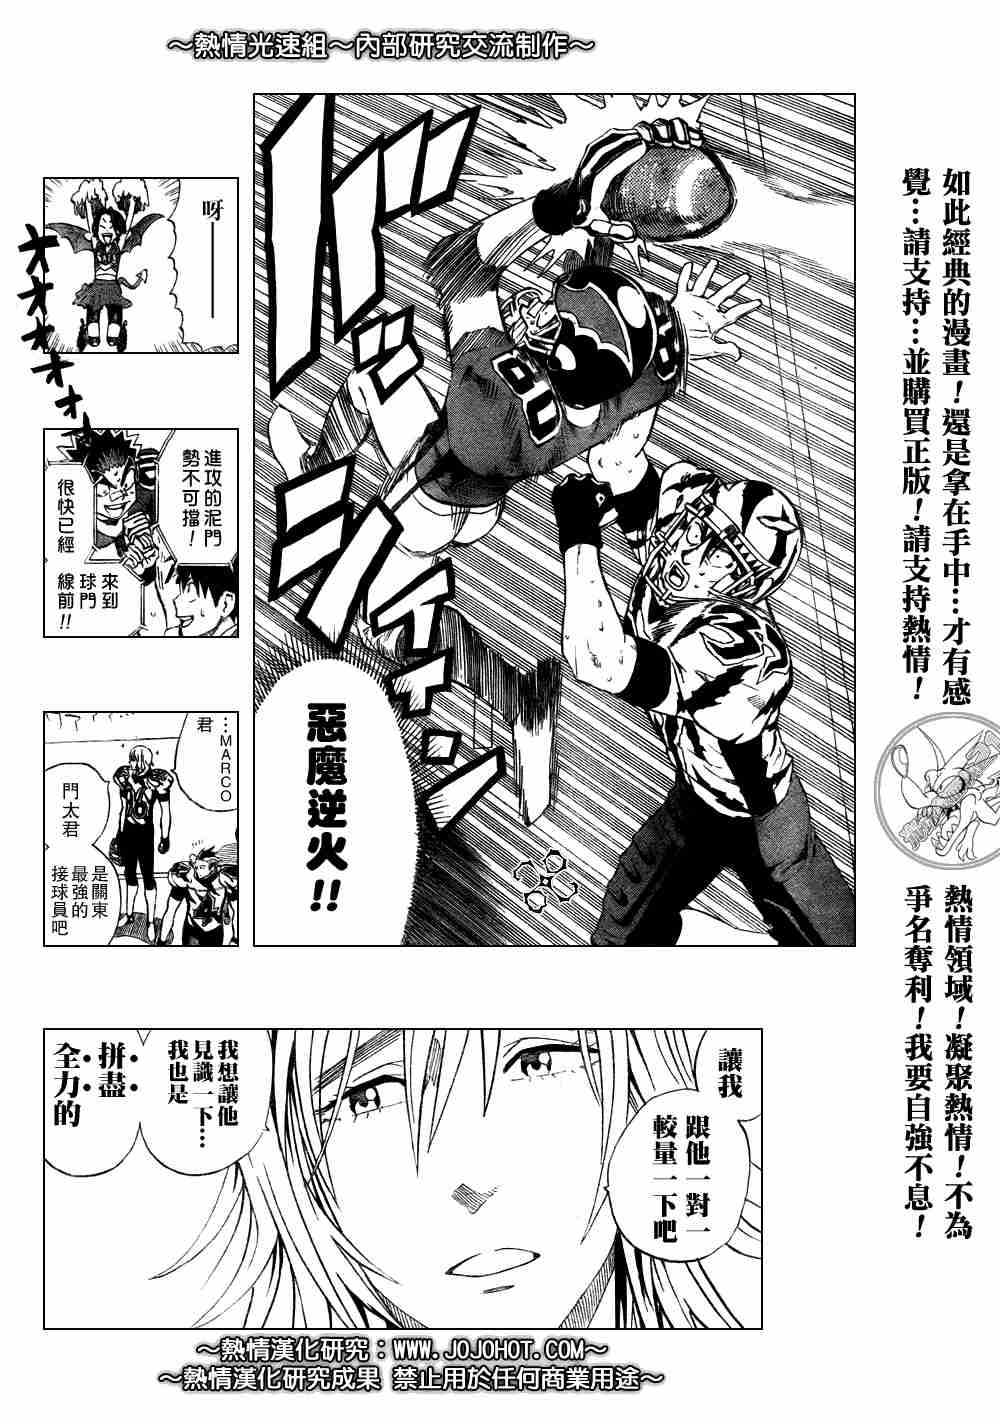 ～熱情光速組～內部研究交流制作～
バババシィイ
惡魔逆火!!
呀——
オオオオオオ
進攻的泥門
勢不可擋！
很快已經
來到
球門
線前!!
…MARCO
君
門太君
是關東
最強的
接球員吧
讓我
跟他一對一
較量一下吧
我想讓他
見識一下…
我也是
拼盡
全力的
如此經典的漫畫！還是拿在手中…才有感
覺…請支持…並購買正版！請支持熱情！
熱情領域！凝聚熱情！不為
爭名奪利！我要自強不息！
～熱情漢化研究：WWW.JOJOHOT.COM～
～熱情漢化研究成果 禁止用於任何商業用途～